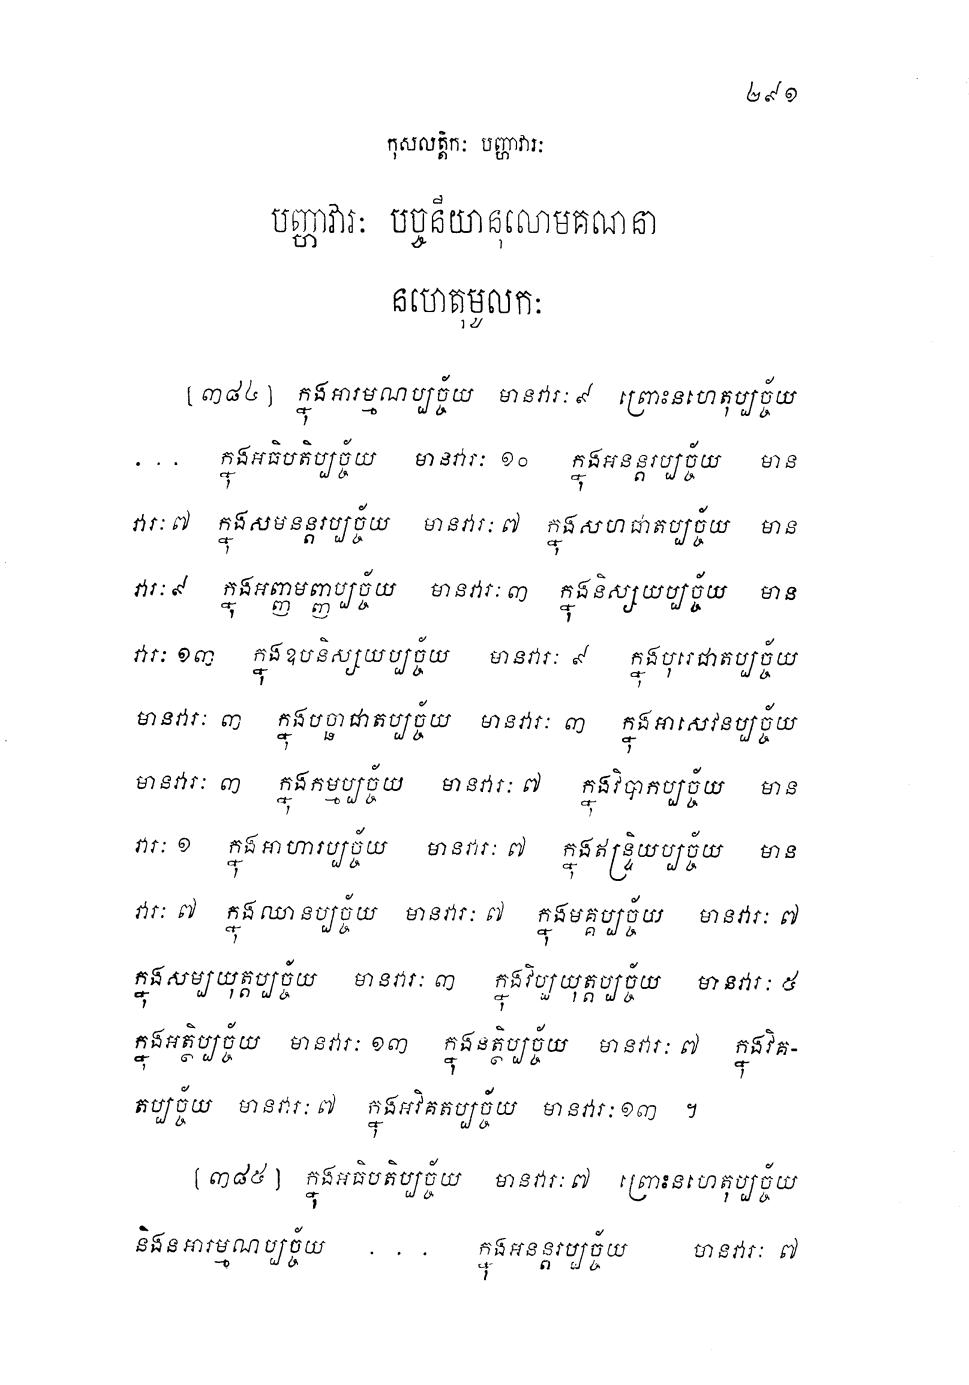 ២៩១
កុសលត្តិកៈ បញ្ហាវារៈ
បញ្ហាវារៈ បច្ចនីយានុលោមគណនា
នហេតុមូលកៈ
[៣៨៤] ក្នុងអារម្មណប្បច្ច័យ មានវារៈ ៩ ព្រោះនហេតុប្បច្ច័យ
... ក្នុងអធិបតិប្បច្ច័យ មានវារៈ ១០ ក្នុងអនន្តរប្បច្ច័យ មាន
វារៈ ៧ ក្នុងសមនន្តរប្បច្ច័យ មានវារៈ ៧ ក្នុងសហជាតប្បច្ច័យ មាន
វារៈ ៩ ក្នុងអញ្ញាមញ្ញប្បច្ច័យ មានវារៈ ៣ ក្នុងនិស្សយប្បច្ច័យ មាន
វារៈ ១៣ ក្នុងឧបនិស្សយប្បច្ច័យ មានវារៈ ៩ ក្នុងបុរេជាតប្បច្ច័យ
មានវារៈ ៣ ក្នុងបច្ឆាជាតប្បច្ច័យ មានវារៈ ៣ ក្នុងអាសេវនប្បច្ច័យ
មានវារៈ ៣ ក្នុងកម្មប្បច្ច័យ មានវារៈ ៧ ក្នុងវិបាកប្បច្ច័យ មាន
វារៈ ១ ក្នុងអាហារប្បច្ច័យ មានវារៈ ៧ ក្នុងឥន្ទ្រិយប្បច្ច័យ មាន
វារៈ ៧ ក្នុងឈានប្បច្ច័យ មានវារៈ ៧ ក្នុងមគ្គប្បច្ច័យ មានវារៈ ៧
ក្នុងសម្បយុត្តប្បច្ច័យ មានវារៈ ៣ ក្នុងវិប្បយុត្តប្បច្ច័យ មានវារៈ ៥
ក្នុងអត្ថិប្បច្ច័យ មានវារៈ ១៣ ក្នុងនត្ថិប្បច្ច័យ មានវារៈ ៧ ក្នុងវិគ-
តប្បច្ច័យ មានវារៈ ៧ ក្នុងអវិគតប្បច្ច័យ មានវារៈ ១៣ ។
[៣៨៥] ក្នុងអធិបតិប្បច្ច័យ មានវារៈ ៧ ព្រោះនហេតុប្បច្ច័យ
និងនអារម្មណប្បច្ច័យ ... ក្នុងអនន្តរប្បច្ច័យ មានវារៈ ៧